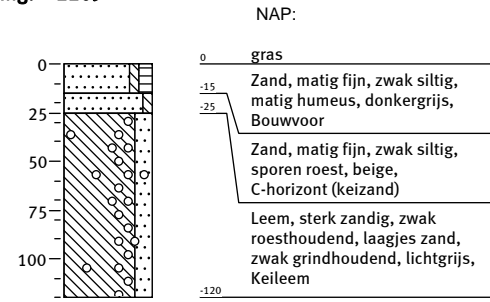 NAP:
0 gras
0
-15 Zand, matig fijn, zwak siltig,
-25 matig humeus, donkergrijs,
Bouwvoor
25
50
75
100
Zand, matig fijn, zwak siltig,
sporen roest, beige,
C-horizont (keizand)
Leem, sterk zandig, zwak
roesthoudend, laagjes zand,
zwak grindhoudend, lichtgrijs,
Keileem
-120